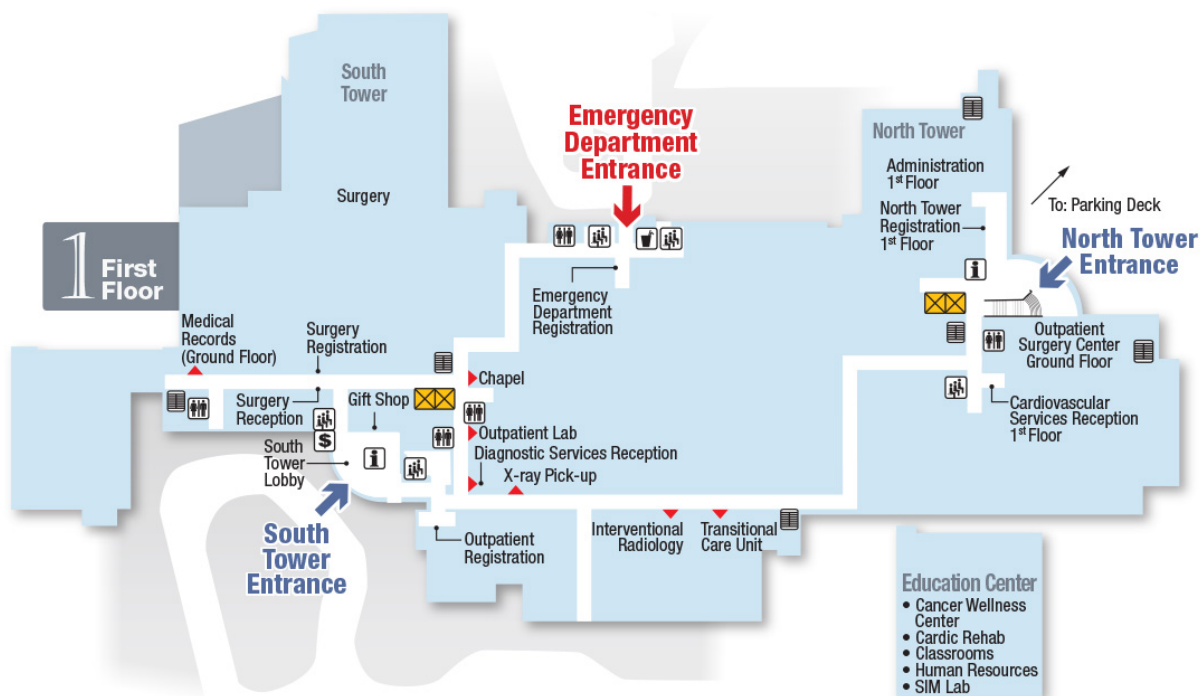 South
Tower
Surgery
Emergency
Department
Entrance
North Tower
Administration
1st Floor
North Tower
Registration
1st Floor
To: Parking Deck
North Tower
Entrance
1 First
Floor
Emergency
Department
Registration
Medical
Records
(Ground Floor)
Surgery
Registration
Outpatient
Surgery Center
Ground Floor
Chapel
Surgery
Reception
Gift Shop
Cardiovascular
Services Reception
1st Floor
$
Outpatient Lab
Diagnostic Services Reception
South
Tower
Lobby
X-ray Pick-up
South
Tower
Entrance
Outpatient
Registration
Interventional
Radiology
Transitional
Care Unit
Education Center
• Cancer Wellness
Center
• Cardic Rehab
• Classrooms
• Human Resources
• SIM Lab